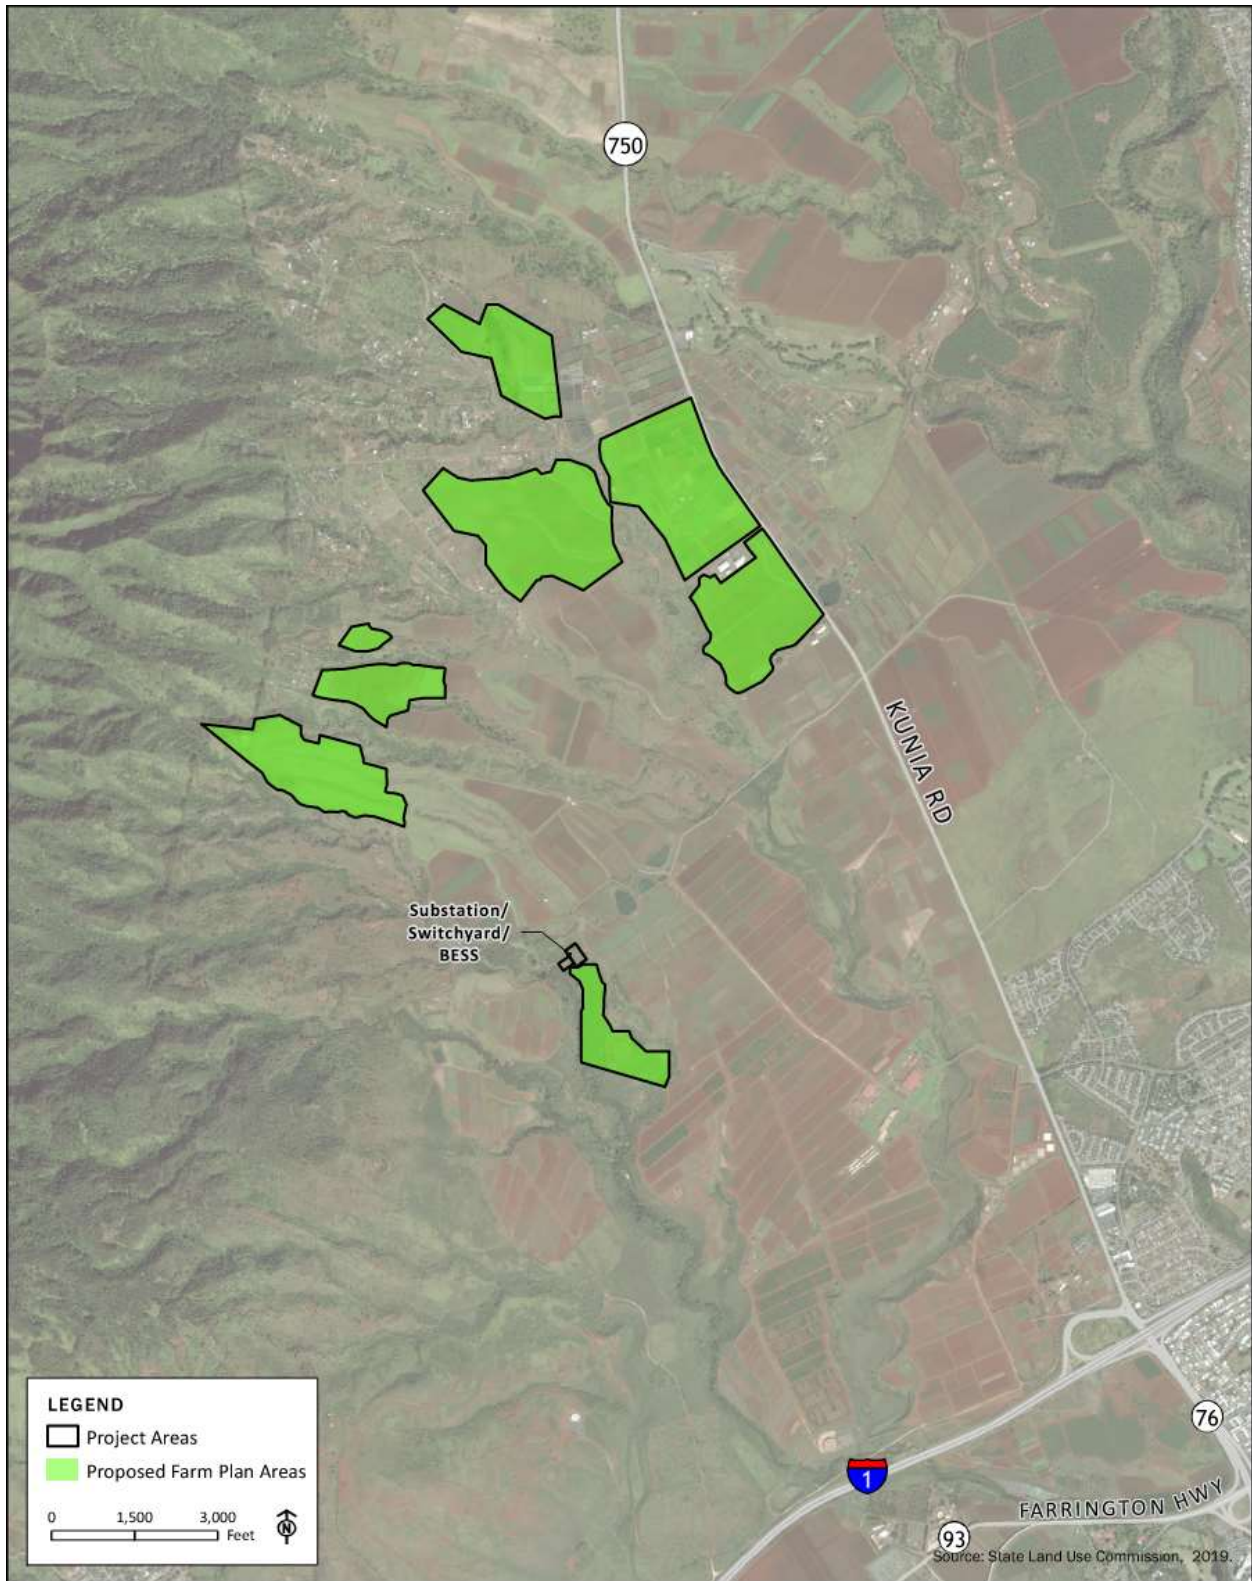 750
KUNIA RD
Substation/
Switchyard/
BESS
LEGEND
Project Areas
Proposed Farm Plan Areas
0 1,500 3,000
Feet
N
1
76
FARRINGTON HWY
93
Source: State Land Use Commission, 2019.